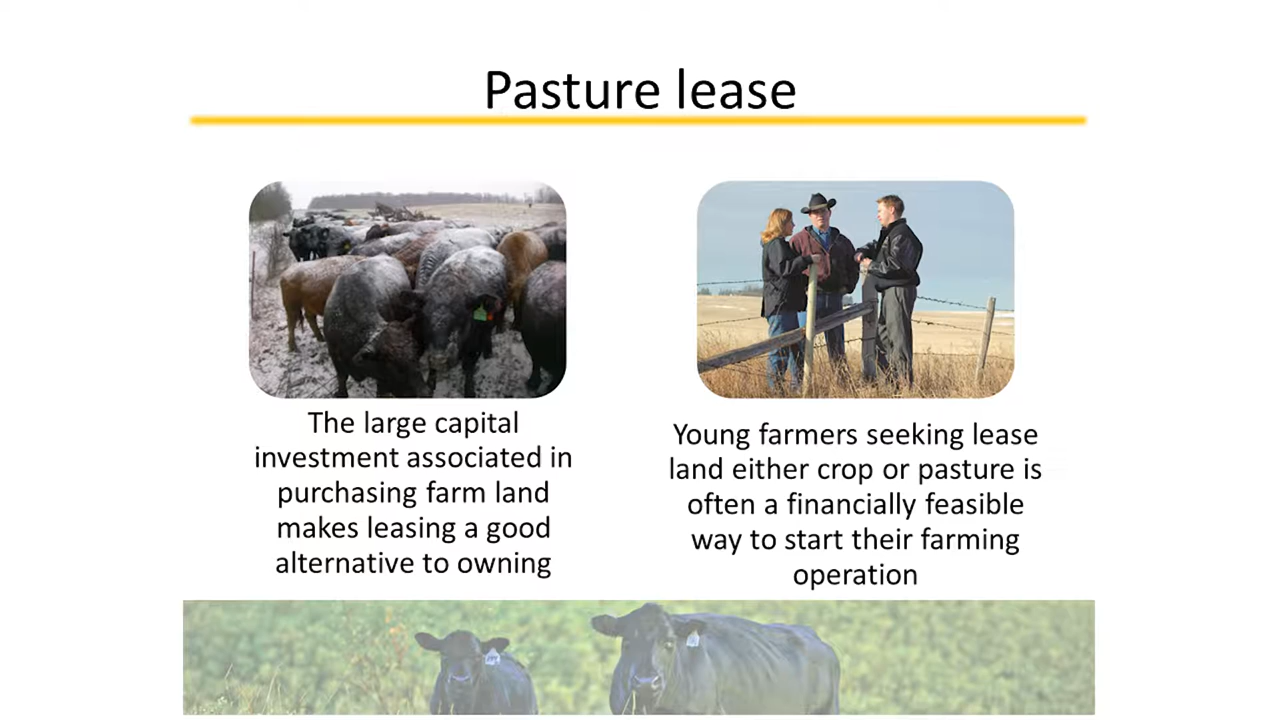 Pasture lease
The large capital
investment associated in
purchasing farm land
makes leasing a good
alternative to owning
Young farmers seeking lease
land either crop or pasture is
often a financially feasible
way to start their farming
operation